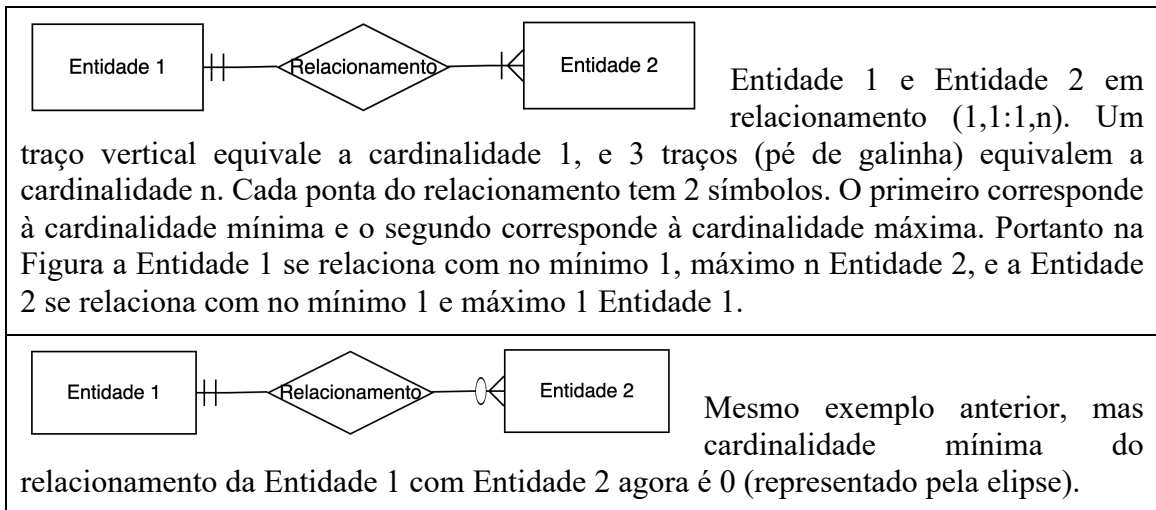 Entidade 1 Relacionamento Entidade 2
Entidade 1 e Entidade 2 em
relacionamento (1,1:1,n). Um
traço vertical equivale a cardinalidade 1, e 3 traços (pé de galinha) equivalem a
cardinalidade n. Cada ponta do relacionamento tem 2 símbolos. O primeiro corresponde
à cardinalidade mínima e o segundo corresponde à cardinalidade máxima. Portanto na
Figura a Entidade 1 se relaciona com no mínimo 1, máximo n Entidade 2, e a Entidade
2 se relaciona com no mínimo 1 e máximo 1 Entidade 1.
Entidade 1 Relacionamento Entidade 2
Mesmo exemplo anterior, mas
cardinalidade mínima do
relacionamento da Entidade 1 com Entidade 2 agora é 0 (representado pela elipse).